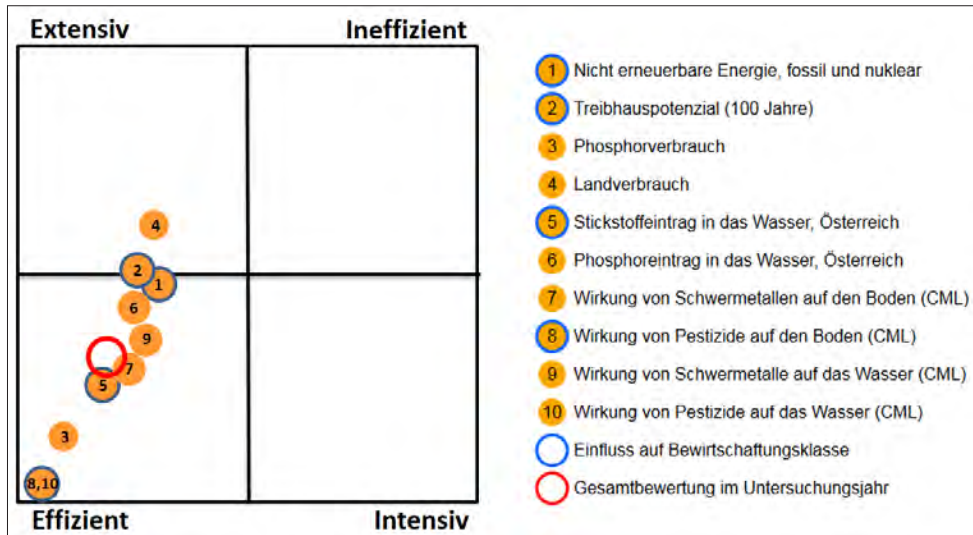 Extensiv Ineffizient
4
2
1
6
9
7
5
3
8,10
Effizient Intensiv
1 Nicht erneuerbare Energie, fossil und nuklear
2 Treibhauspotenzial (100 Jahre)
3 Phosphorverbrauch
4 Landverbrauch
5 Stickstoffeintrag in das Wasser, Österreich
6 Phosphoreintrag in das Wasser, Österreich
7 Wirkung von Schwermetallen auf den Boden (CML)
8 Wirkung von Pestizide auf den Boden (CML)
9 Wirkung von Schwermetalle auf das Wasser (CML)
10 Wirkung von Pestizide auf das Wasser (CML)
Einfluss auf Bewirtschaftungsklasse
Gesamtbewertung im Untersuchungsjahr